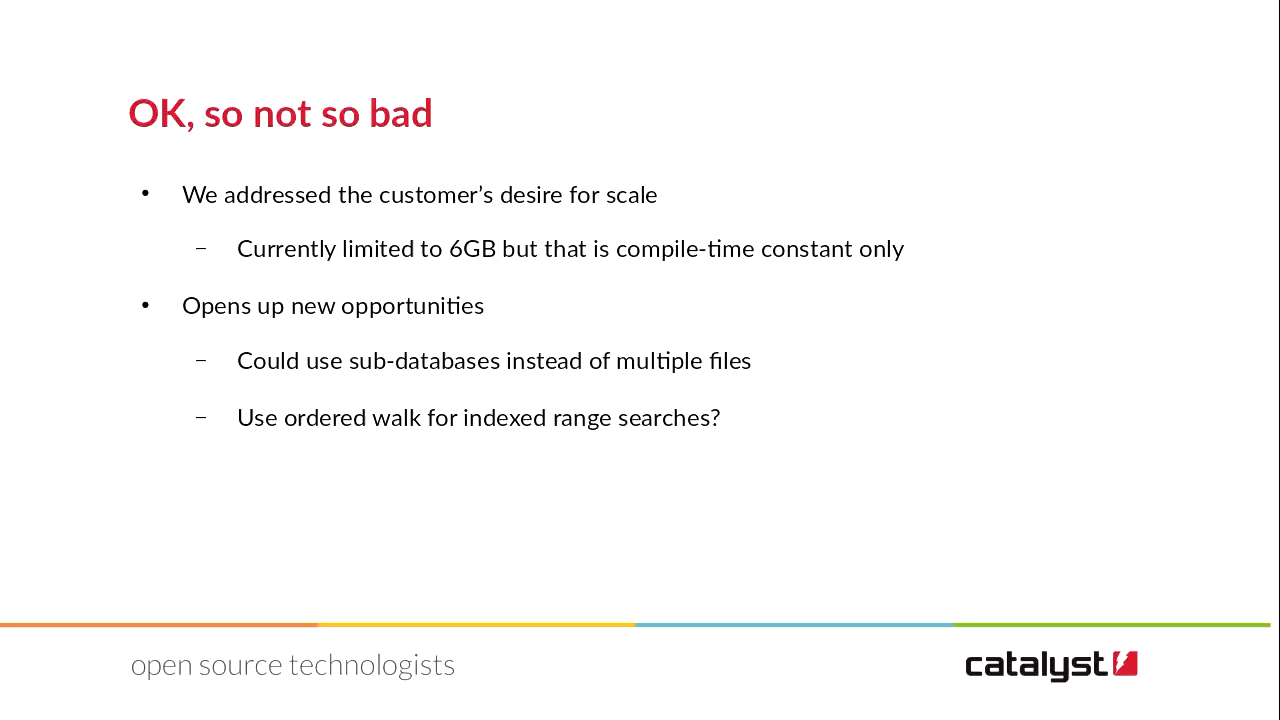 OK, so not so bad
• We addressed the customer’s desire for scale
– Currently limited to 6GB but that is compile-time constant only
• Opens up new opportunities
– Could use sub-databases instead of multiple files
– Use ordered walk for indexed range searches?
open source technologists
catalyst